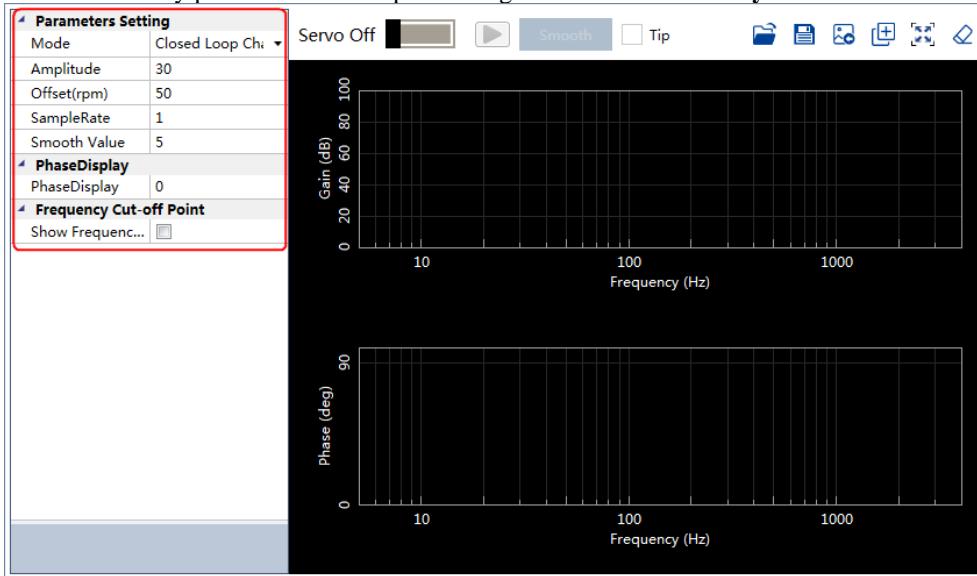 Parameters Setting
Mode Closed Loop Cha
Amplitude 30
Offset(rpm) 50
SampleRate 1
Smooth Value 5
PhaseDisplay
PhaseDisplay 0
Frequency Cut-off Point
Show Frequenc...
Servo Off Smooth Tip
100
80
60
40
20
0
Gain (dB)
10 100 1000
Frequency (Hz)
90
0
Phase (deg)
10 100 1000
Frequency (Hz)